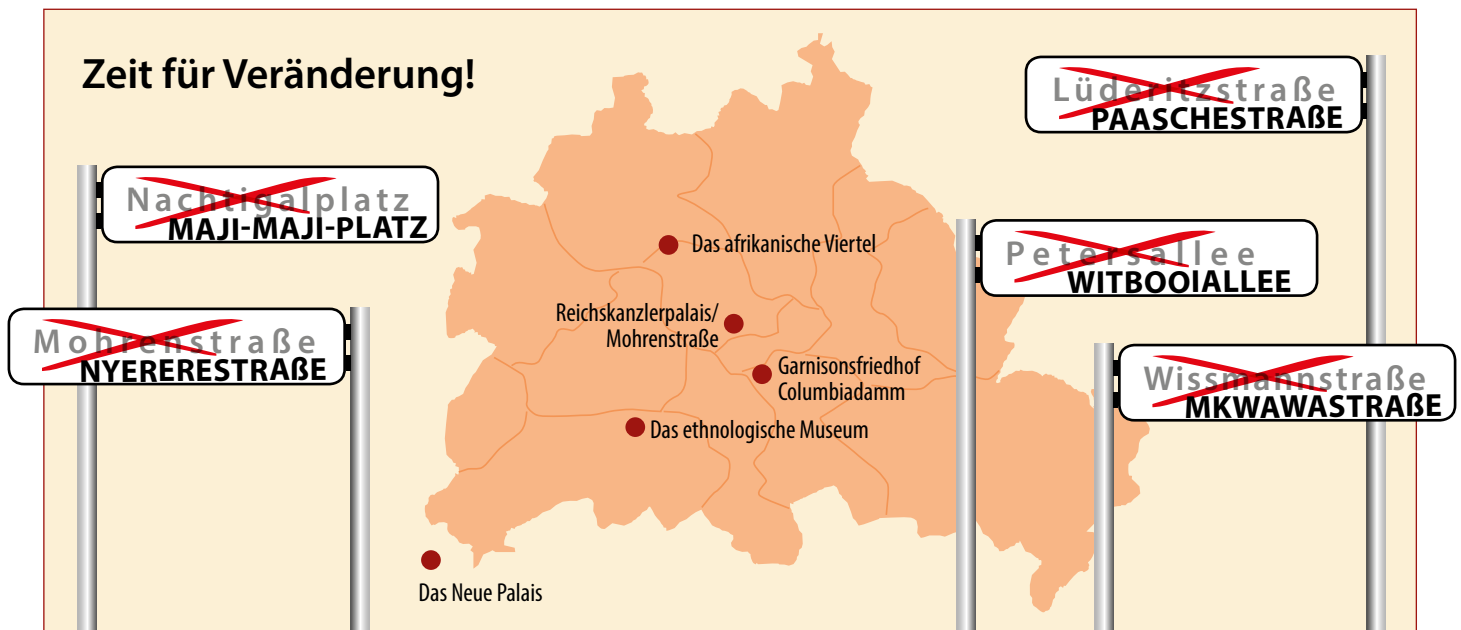 Zeit für Veränderung!
Lüderitzstraße
PAASCHESTRAßE
Nachtigalplatz
MAJI-MAJI-PLATZ
Das afrikanische Viertel
Petersallee
WITBOOIALLEE
Reichskanzlerpalais/
Mohrenstraße
Mohrenstraße
NYERERESTRAßE
Garnisonsfriedhof
Columbiadamm
Wissmannstraße
MKWAWASTRAßE
Das ethnologische Museum
Das Neue Palais